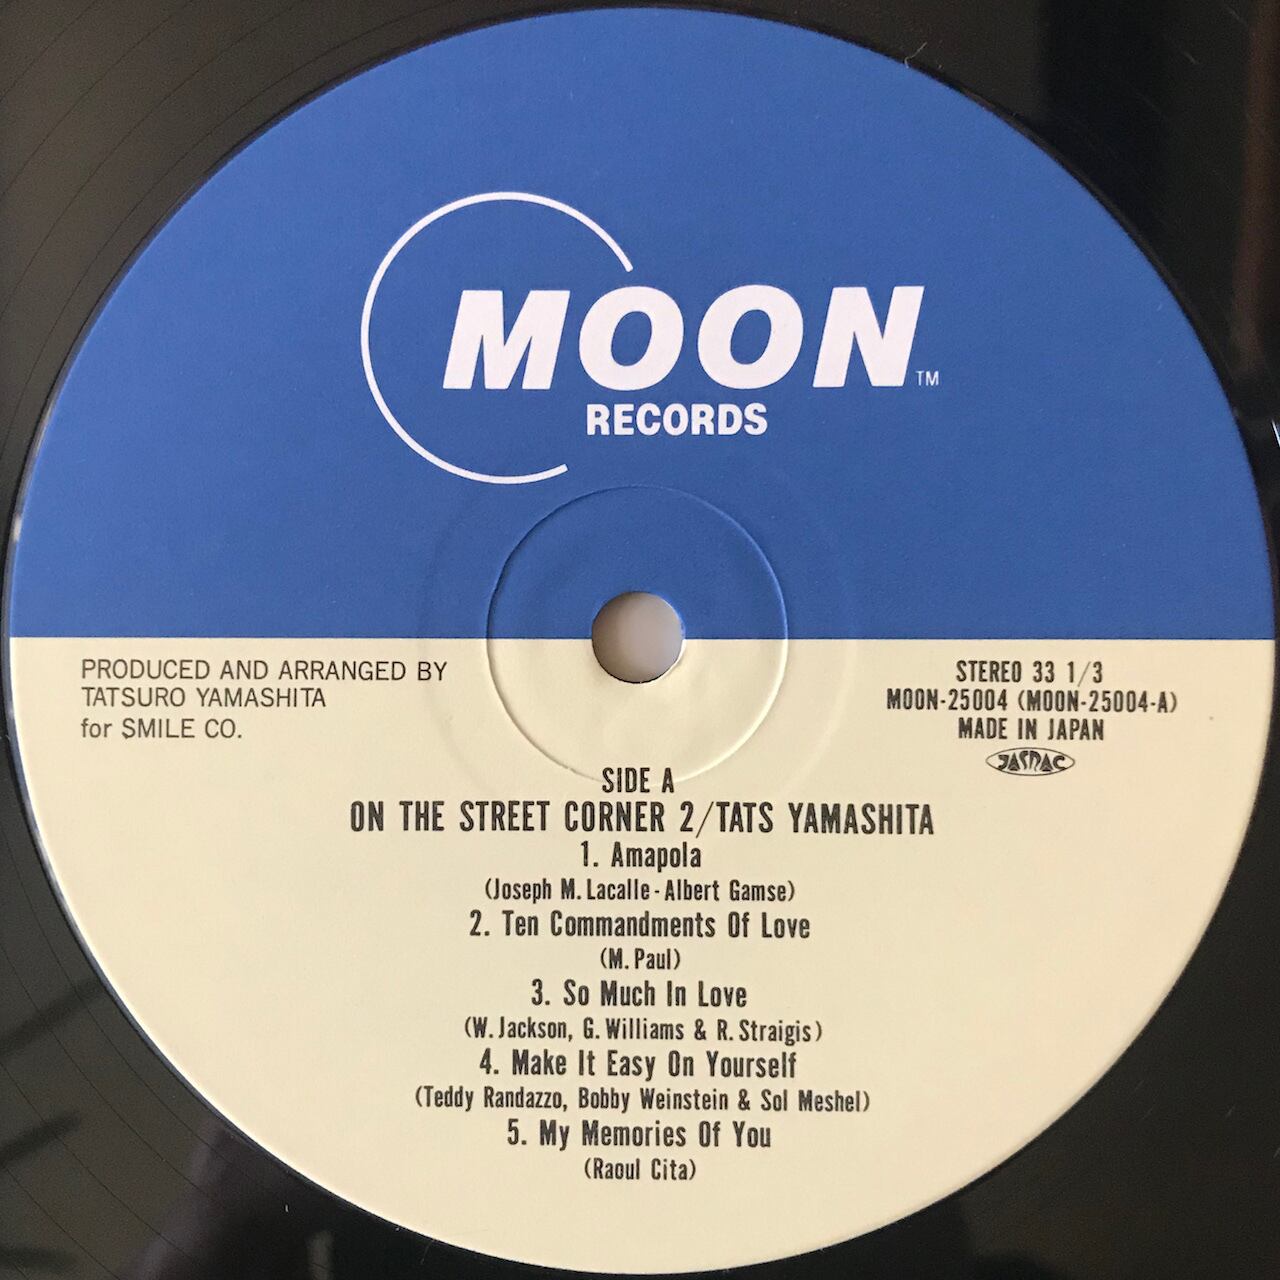 MOON TM
RECORDS
PRODUCED AND ARRANGED BY
TATSURO YAMASHITA
for SMILE CO.
STEREO 33 1/3
MOON-25004 (MOON-25004-A)
MADE IN JAPAN
JASRAC
SIDE A
ON THE STREET CORNER 2/TATS YAMASHITA
1. Amapola
(Joseph M. Lacalle - Albert Gamse)
2. Ten Commandments Of Love
(M. Paul)
3. So Much In Love
(W. Jackson, G. Williams & R. Straigis)
4. Make It Easy On Yourself
(Teddy Randazzo, Bobby Weinstein & Sol Meshel)
5. My Memories Of You
(Raoul Cita)